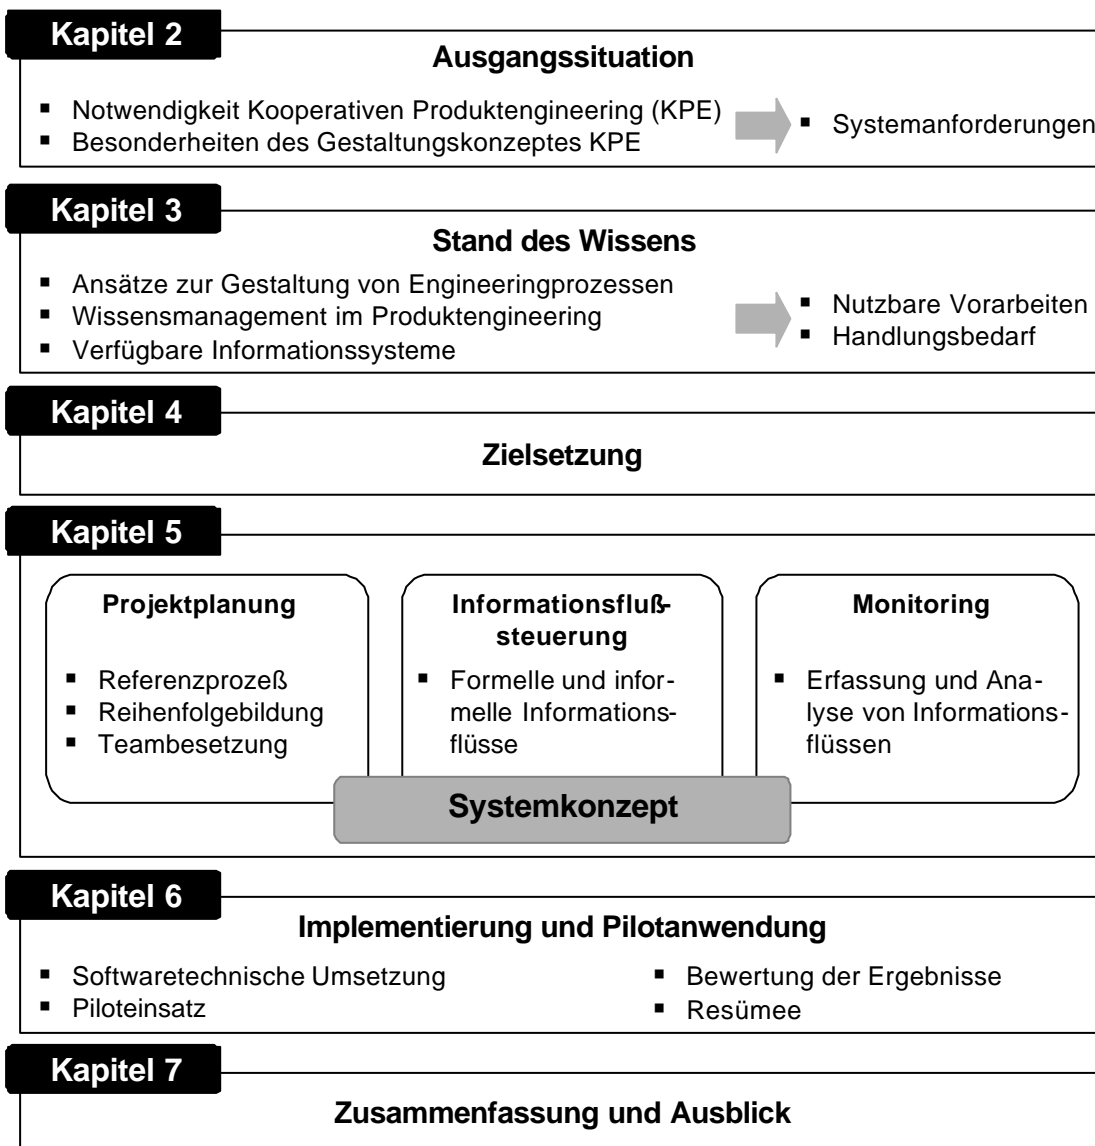 Kapitel 2
Ausgangssituation
▪ Notwendigkeit Kooperativen Produktengineering (KPE)
▪ Besonderheiten des Gestaltungskonzeptes KPE
▪ Systemanforderungen
Kapitel 3
Stand des Wissens
▪ Ansätze zur Gestaltung von Engineeringprozessen
▪ Wissensmanagement im Produktengineering
▪ Verfügbare Informationssysteme
▪ Nutzbare Vorarbeiten
▪ Handlungsbedarf
Kapitel 4
Zielsetzung
Kapitel 5
Projektplanung
▪ Referenzprozeß
▪ Reihenfolgebildung
▪ Teambesetzung
Informationsfluß-
steuerung
▪ Formelle und infor-
melle Informations-
flüsse
Monitoring
▪ Erfassung und Ana-
lyse von Informations-
flüssen
Systemkonzept
Kapitel 6
Implementierung und Pilotanwendung
▪ Softwaretechnische Umsetzung
▪ Piloteinsatz
▪ Bewertung der Ergebnisse
▪ Resümee
Kapitel 7
Zusammenfassung und Ausblick